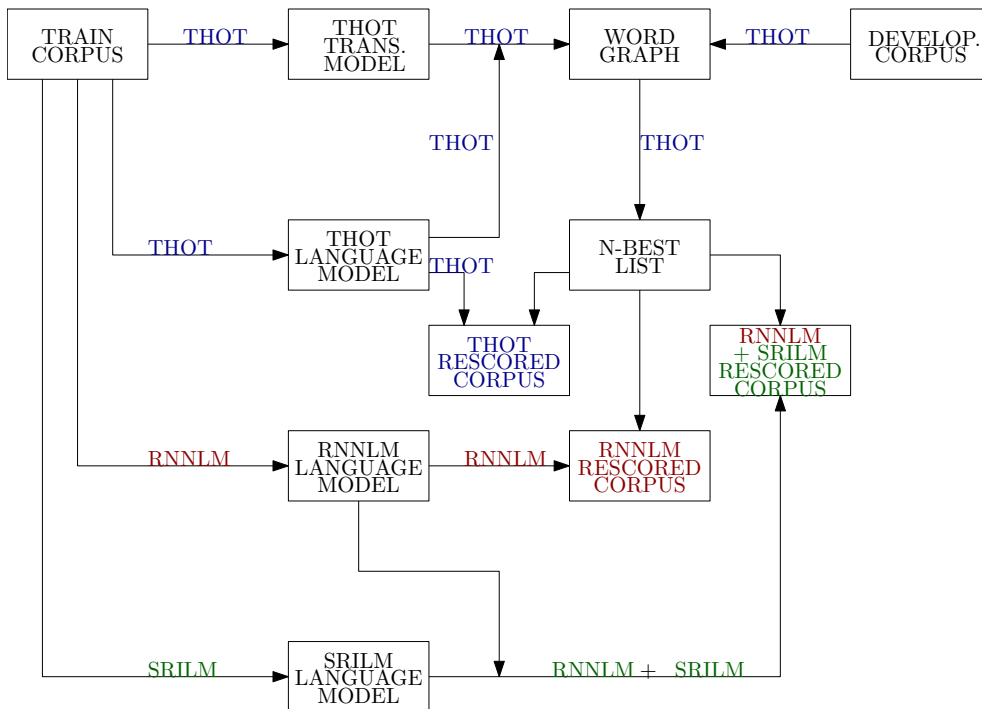 TRAIN
CORPUS
THOT
THOT
TRANS.
MODEL
THOT
WORD
GRAPH
THOT
DEVELOP.
CORPUS
THOT
THOT
THOT
THOT
LANGUAGE
MODEL
THOT
N-BEST
LIST
THOT
RESCORED
CORPUS
RNNLM
+ SRILM
RESCORED
CORPUS
RNNLM
RNNLM
LANGUAGE
MODEL
RNNLM
RNNLM
RESCORED
CORPUS
SRILM
SRILM
LANGUAGE
MODEL
RNNLM + SRILM